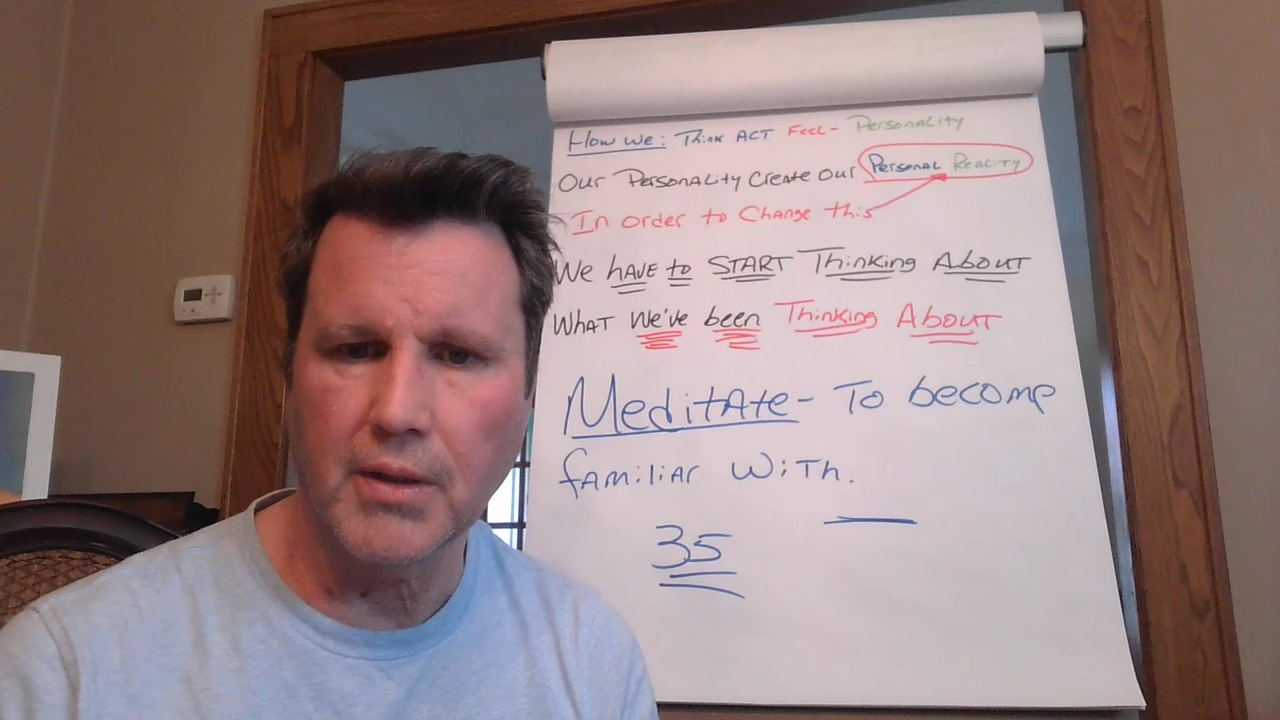 How We: Think ACT Feel - Personality
Our Personality Create Our Personal Reality
In order to Change this
We have to START Thinking About
What We've been Thinking About
Meditate - To become
familiar with.
35